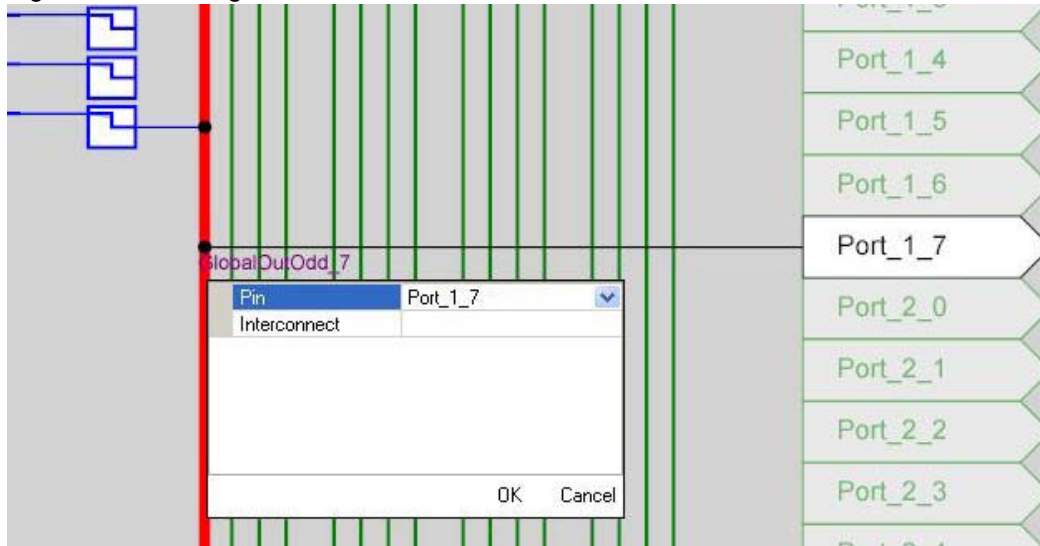 Port_1_4
Port_1_5
Port_1_6
Port_1_7
GlobalOutOdd_7
Pin Port_1_7
Interconnect
Port_2_0
Port_2_1
Port_2_2
Port_2_3
OK Cancel